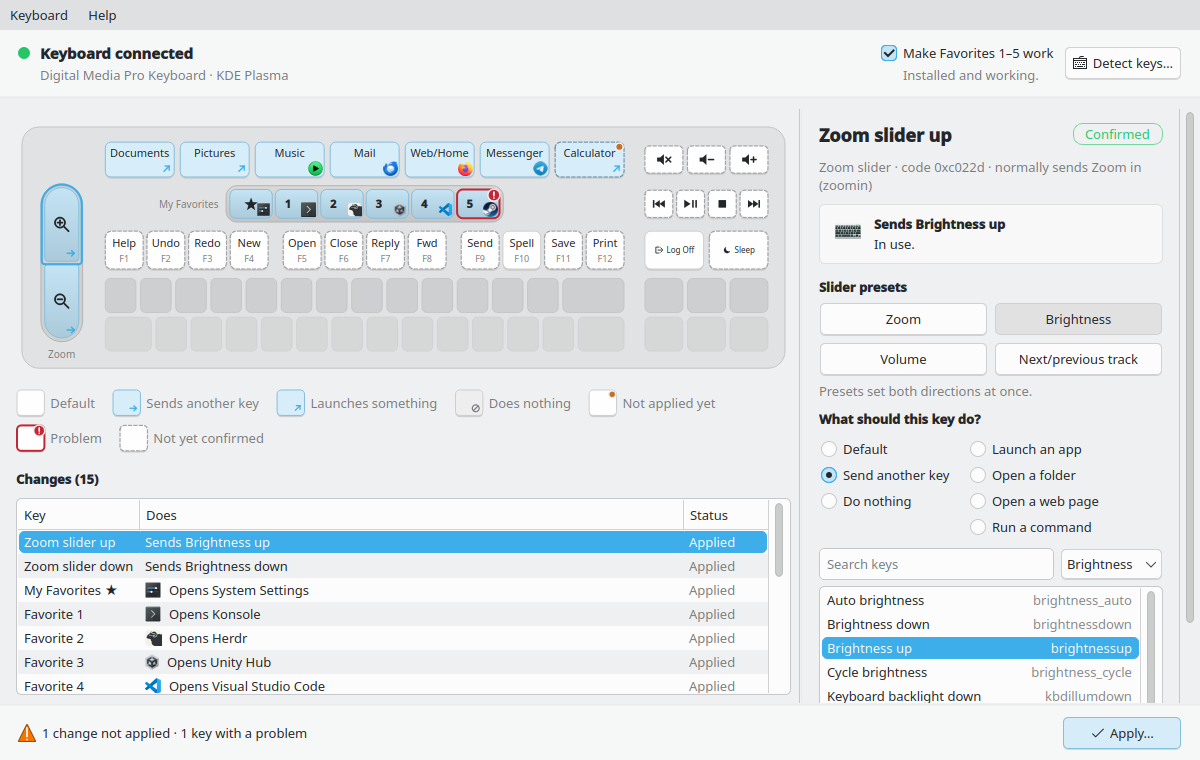 Keyboard Help
Keyboard connected
Digital Media Pro Keyboard · KDE Plasma
Make Favorites 1–5 work
Installed and working.
Detect keys...
Documents Pictures Music Mail Web/Home Messenger Calculator
My Favorites ★ 1 2 3 4 5
Help Undo Redo New Open Close Reply Fwd Send Spell Save Print
F1 F2 F3 F4 F5 F6 F7 F8 F9 F10 F11 F12
Log Off Sleep
Zoom
Default Sends another key Launches something Does nothing Not applied yet
Problem Not yet confirmed
Changes (15)
Key Does Status
Zoom slider up Sends Brightness up Applied
Zoom slider down Sends Brightness down Applied
My Favorites ★ Opens System Settings Applied
Favorite 1 Opens Konsole Applied
Favorite 2 Opens Herdr Applied
Favorite 3 Opens Unity Hub Applied
Favorite 4 Opens Visual Studio Code Applied
Zoom slider up
Confirmed
Zoom slider · code 0xc022d · normally sends Zoom in
(zoomin)
Sends Brightness up
In use.
Slider presets
Zoom Brightness
Volume Next/previous track
Presets set both directions at once.
What should this key do?
Default Launch an app
Send another key Open a folder
Do nothing Open a web page
Run a command
Search keys Brightness
Auto brightness brightness_auto
Brightness down brightnessdown
Brightness up brightnessup
Cycle brightness brightness_cycle
Keyboard backlight down kbdillumdown
1 change not applied · 1 key with a problem
Apply...